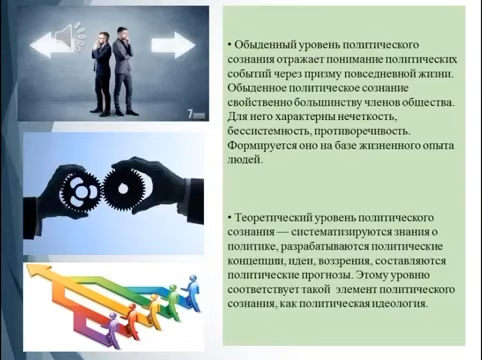 • Обыденный уровень политического
сознания отражает понимание политических
событий через призму повседневной жизни.
Обыденное политическое сознание
свойственно большинству членов общества.
Для него характерны нечеткость,
бессистемность, противоречивость.
Формируется оно на базе жизненного опыта
людей.
• Теоретический уровень политического
сознания — систематизируются знания о
политике, разрабатываются политические
концепции, идеи, воззрения, составляются
политические прогнозы. Этому уровню
соответствует такой элемент политического
сознания, как политическая идеология.